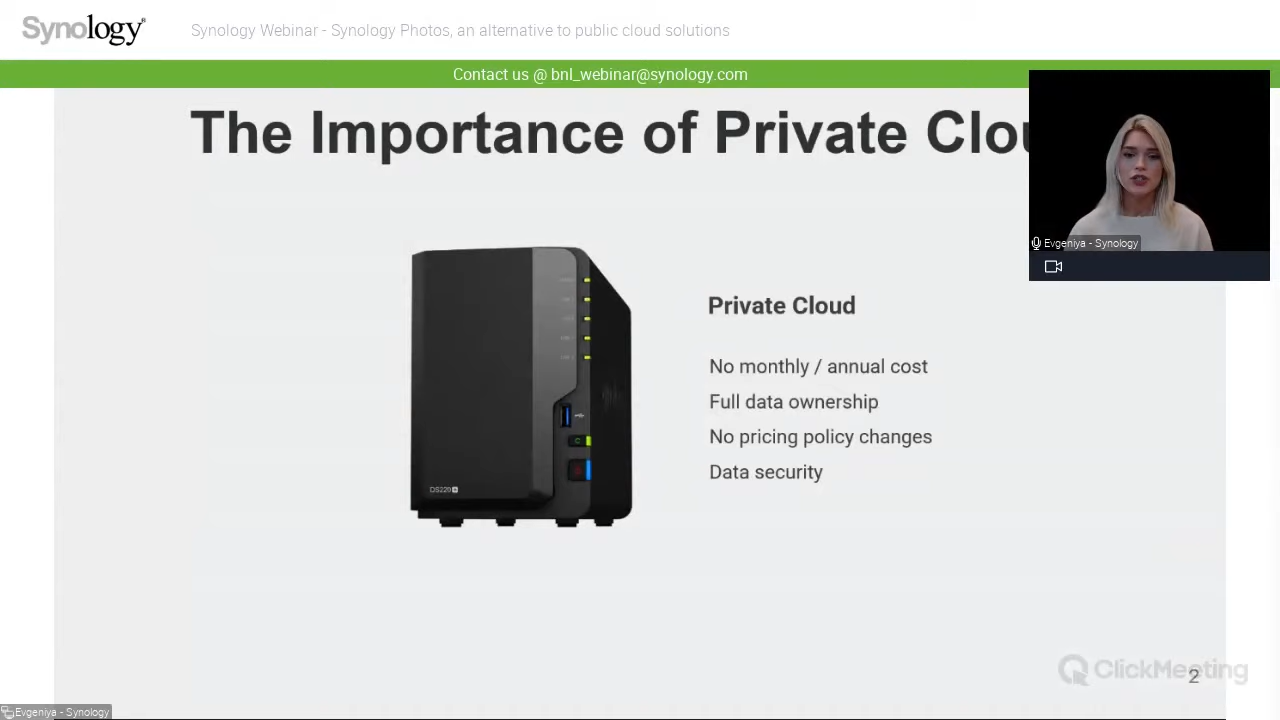 Synology
Synology Webinar - Synology Photos, an alternative to public cloud solutions
Contact us @ bnl_webinar@synology.com
The Importance of Private Clou
Evgeniya - Synology
Private Cloud
No monthly / annual cost
Full data ownership
No pricing policy changes
Data security
DS220+
ClickMeeting
2
Evgeniya - Synology